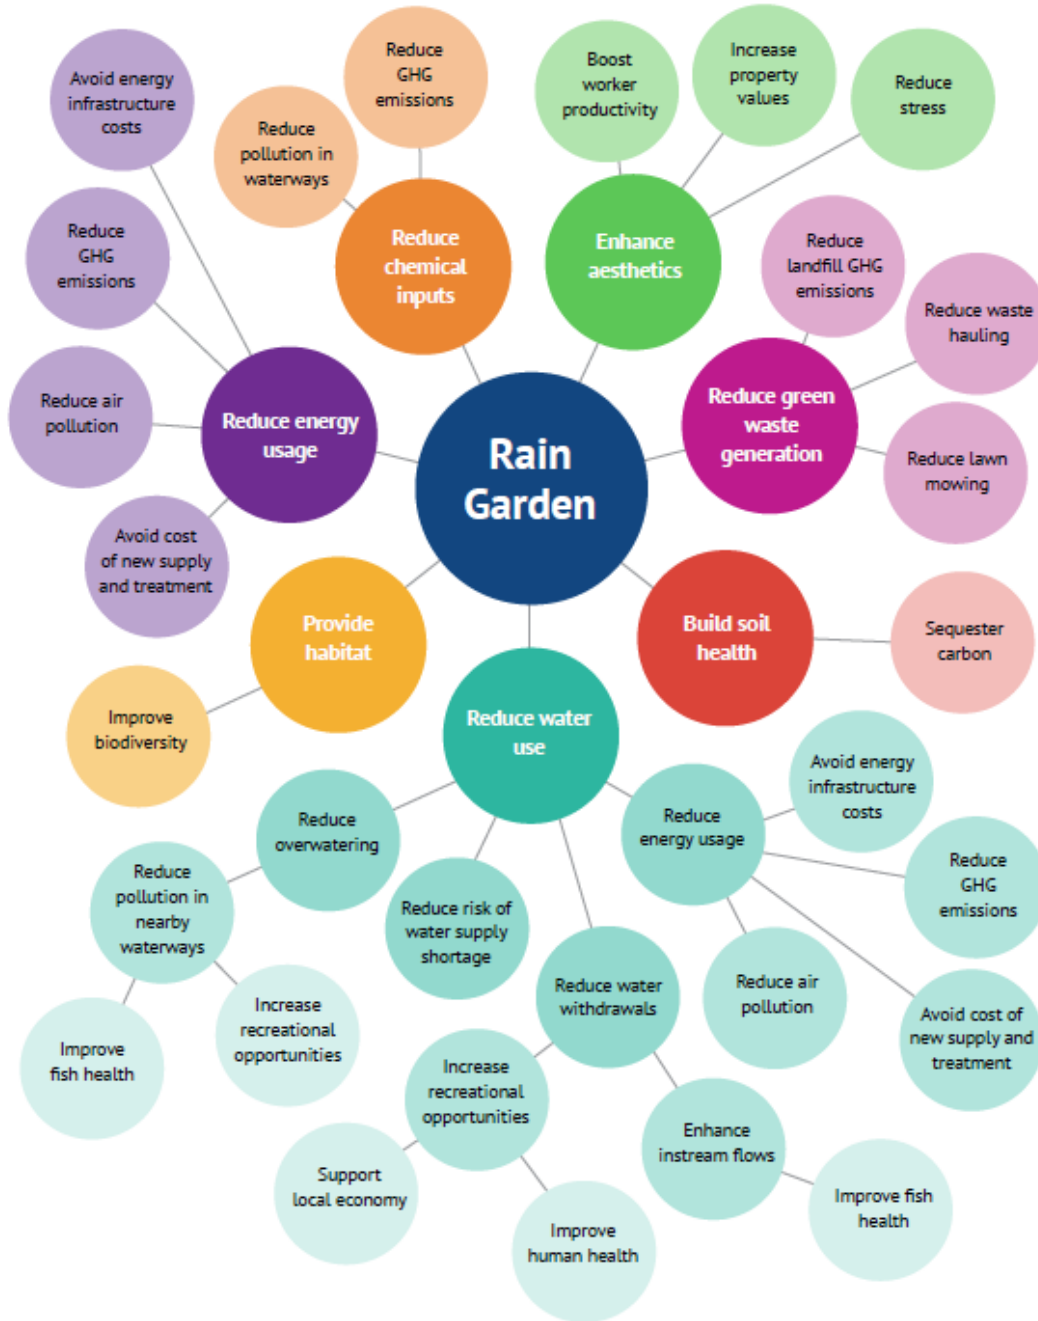 Reduce
GHG
emissions
Boost
worker
productivity
Increase
property
values
Reduce
stress
Avoid energy
infrastructure
costs
Reduce
pollution in
waterways
Reduce
chemical
inputs
Enhance
aesthetics
Reduce
landfill GHG
emissions
Reduce waste
hauling
Reduce
GHG
emissions
Reduce air
pollution
Reduce energy
usage
Rain
Garden
Reduce green
waste
generation
Reduce lawn
mowing
Avoid cost
of new supply
and treatment
Provide
habitat
Build soil
health
Sequester
carbon
Improve
biodiversity
Reduce water
use
Avoid energy
infrastructure
costs
Reduce
overwatering
Reduce
energy usage
Reduce
pollution in
nearby
waterways
Reduce risk of
water supply
shortage
Reduce
GHG
emissions
Reduce water
withdrawals
Reduce air
pollution
Avoid cost of
new supply and
treatment
Increase
recreational
opportunities
Improve
fish health
Increase
recreational
opportunities
Enhance
instream flows
Support
local economy
Improve
human health
Improve fish
health